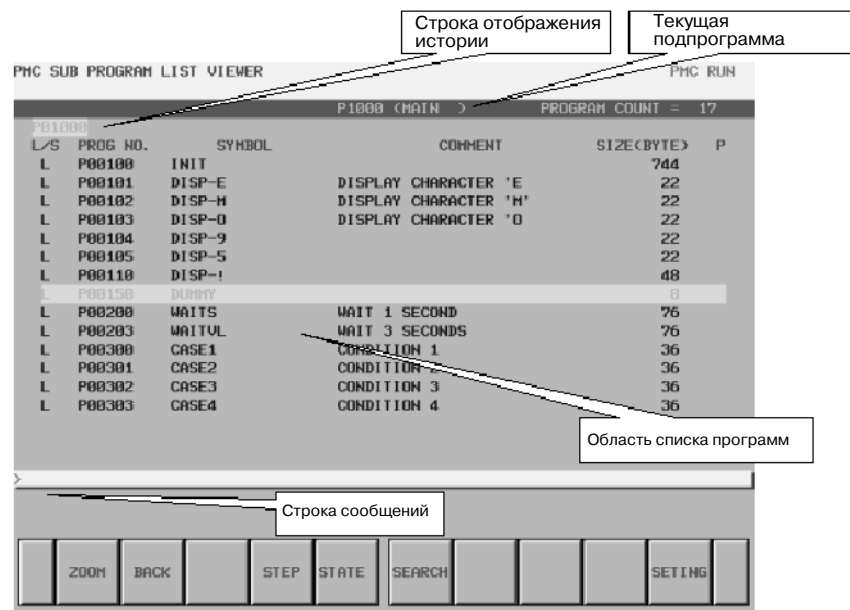 Строка отображения истории
Текущая подпрограмма
PMC SUB PROGRAM LIST VIEWER PMC RUN
P1000 (MAIN ) PROGRAM COUNT = 17
P01000
L/S PROG NO. SYMBOL COMMENT SIZE(BYTE) P
L P00100 INIT 744
L P00101 DISP-E DISPLAY CHARACTER 'E 22
L P00102 DISP-M DISPLAY CHARACTER 'M' 22
L P00103 DISP-O DISPLAY CHARACTER 'O 22
L P00104 DISP-9 22
L P00105 DISP-5 22
L P00110 DISP-! 48
L P00150 DUMMY 8
L P00200 WAITS WAIT 1 SECOND 76
L P00203 WAITVL WAIT 3 SECONDS 76
L P00300 CASE1 CONDITION 1 36
L P00301 CASE2 CONDITION 2 36
L P00302 CASE3 CONDITION 3 36
L P00303 CASE4 CONDITION 4 36
Область списка программ
>
Строка сообщений
ZOOM BACK STEP STATE SEARCH SETING